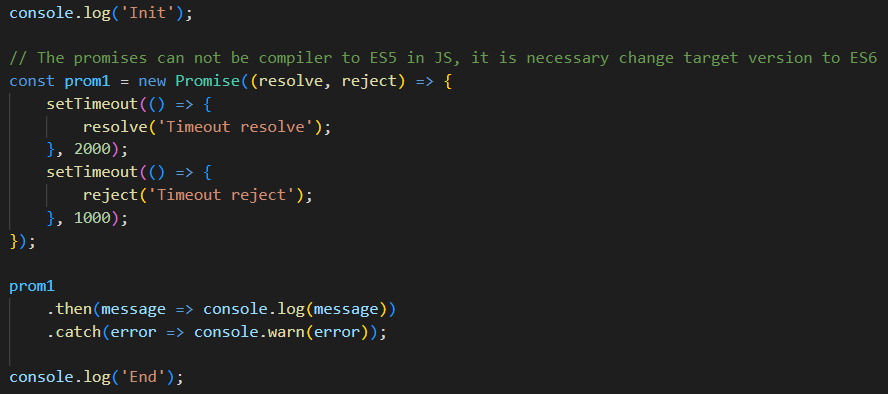 console.log('Init');
// The promises can not be compiler to ES5 in JS, it is necessary change target version to ES6
const prom1 = new Promise((resolve, reject) => {
    setTimeout(() => {
        resolve('Timeout resolve');
    }, 2000);
    setTimeout(() => {
        reject('Timeout reject');
    }, 1000);
});
prom1
    .then(message => console.log(message))
    .catch(error => console.warn(error));
console.log('End');